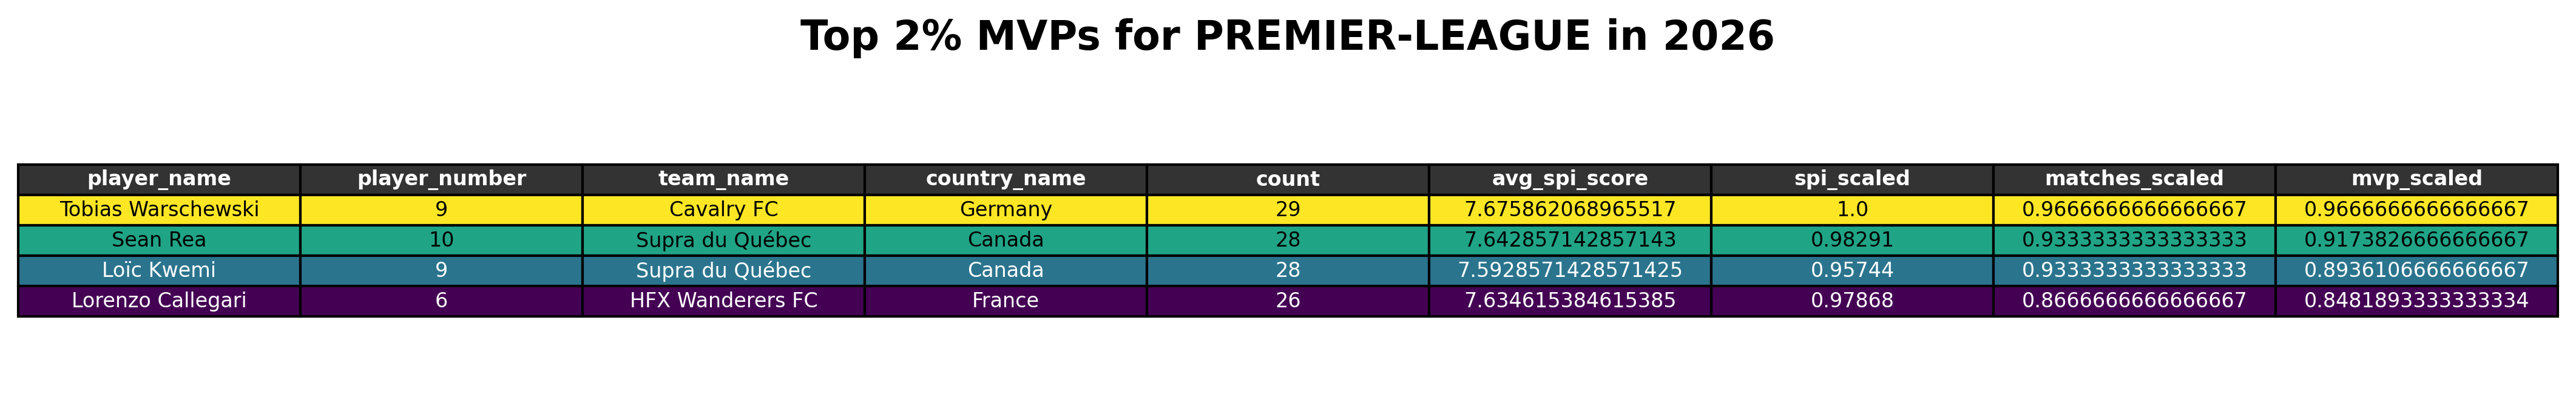 Top 2% MVPs for PREMIER-LEAGUE in 2026
player_name player_number team_name country_name count avg_spi_score spi_scaled matches_scaled mvp_scaled
Tobias Warschewski 9 Cavalry FC Germany 29 7.675862068965517 1.0 0.9666666666666667 0.9666666666666667
Sean Rea 10 Supra du Québec Canada 28 7.642857142857143 0.98291 0.9333333333333333 0.9173826666666667
Loïc Kwemi 9 Supra du Québec Canada 28 7.5928571428571425 0.95744 0.9333333333333333 0.8936106666666667
Lorenzo Callegari 6 HFX Wanderers FC France 26 7.634615384615385 0.97868 0.8666666666666667 0.8481893333333334